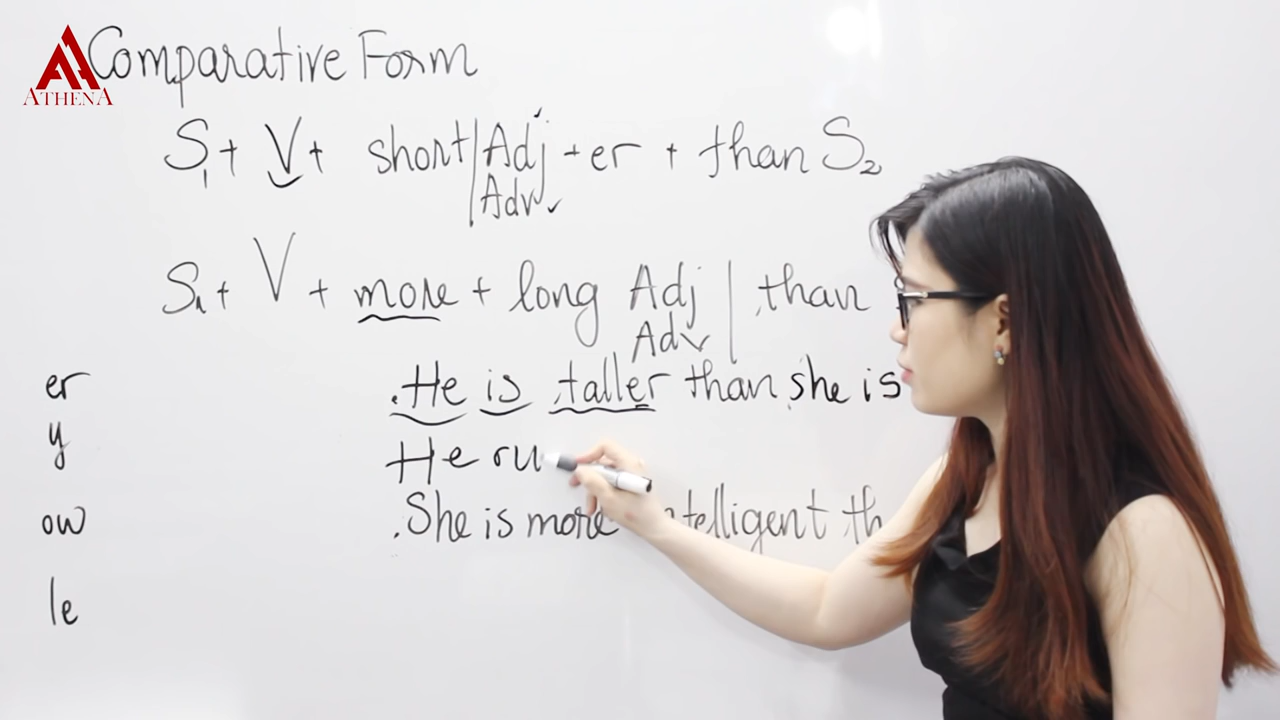 ATHENA
Comparative Form
S1 + V + short Adj + er + than S2
Adv
S1 + V + more + long Adj than
Adv
er
.He is taller than she is
y
He ru
ow
.She is more intelligent th
le